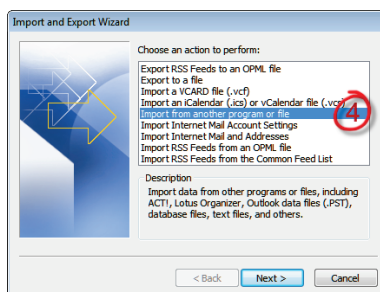 Import and Export Wizard
Choose an action to perform:
Export RSS Feeds to an OPML file
Export to a file
Import a VCARD file (.vcf)
Import an iCalendar (.ics) or vCalendar file (.vcs)
Import from another program or file
4
Import Internet Mail Account Settings
Import Internet Mail and Addresses
Import RSS Feeds from an OPML file
Import RSS Feeds from the Common Feed List
Description
Import data from other programs or files, including
ACT!, Lotus Organizer, Outlook data files (.PST),
database files, text files, and others.
< Back Next > Cancel